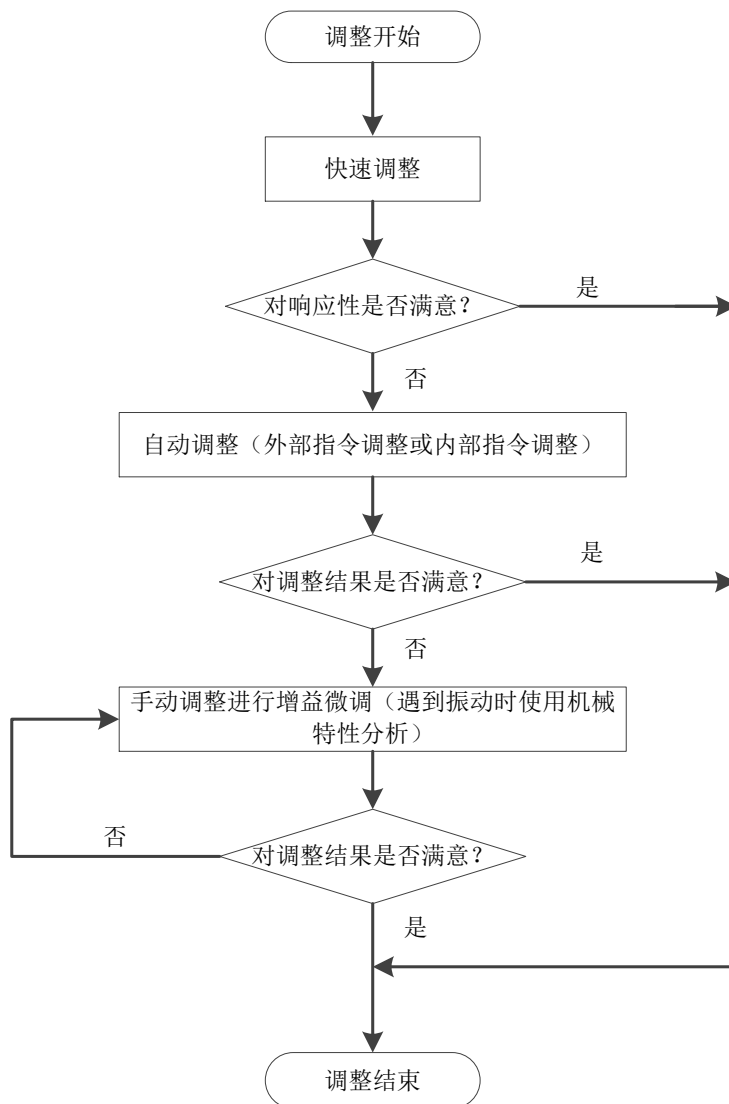 调整开始
快速调整
对响应性是否满意？
是
否
自动调整（外部指令调整或内部指令调整）
对调整结果是否满意？
是
否
手动调整进行增益微调（遇到振动时使用机械
特性分析）
否
对调整结果是否满意？
是
调整结束